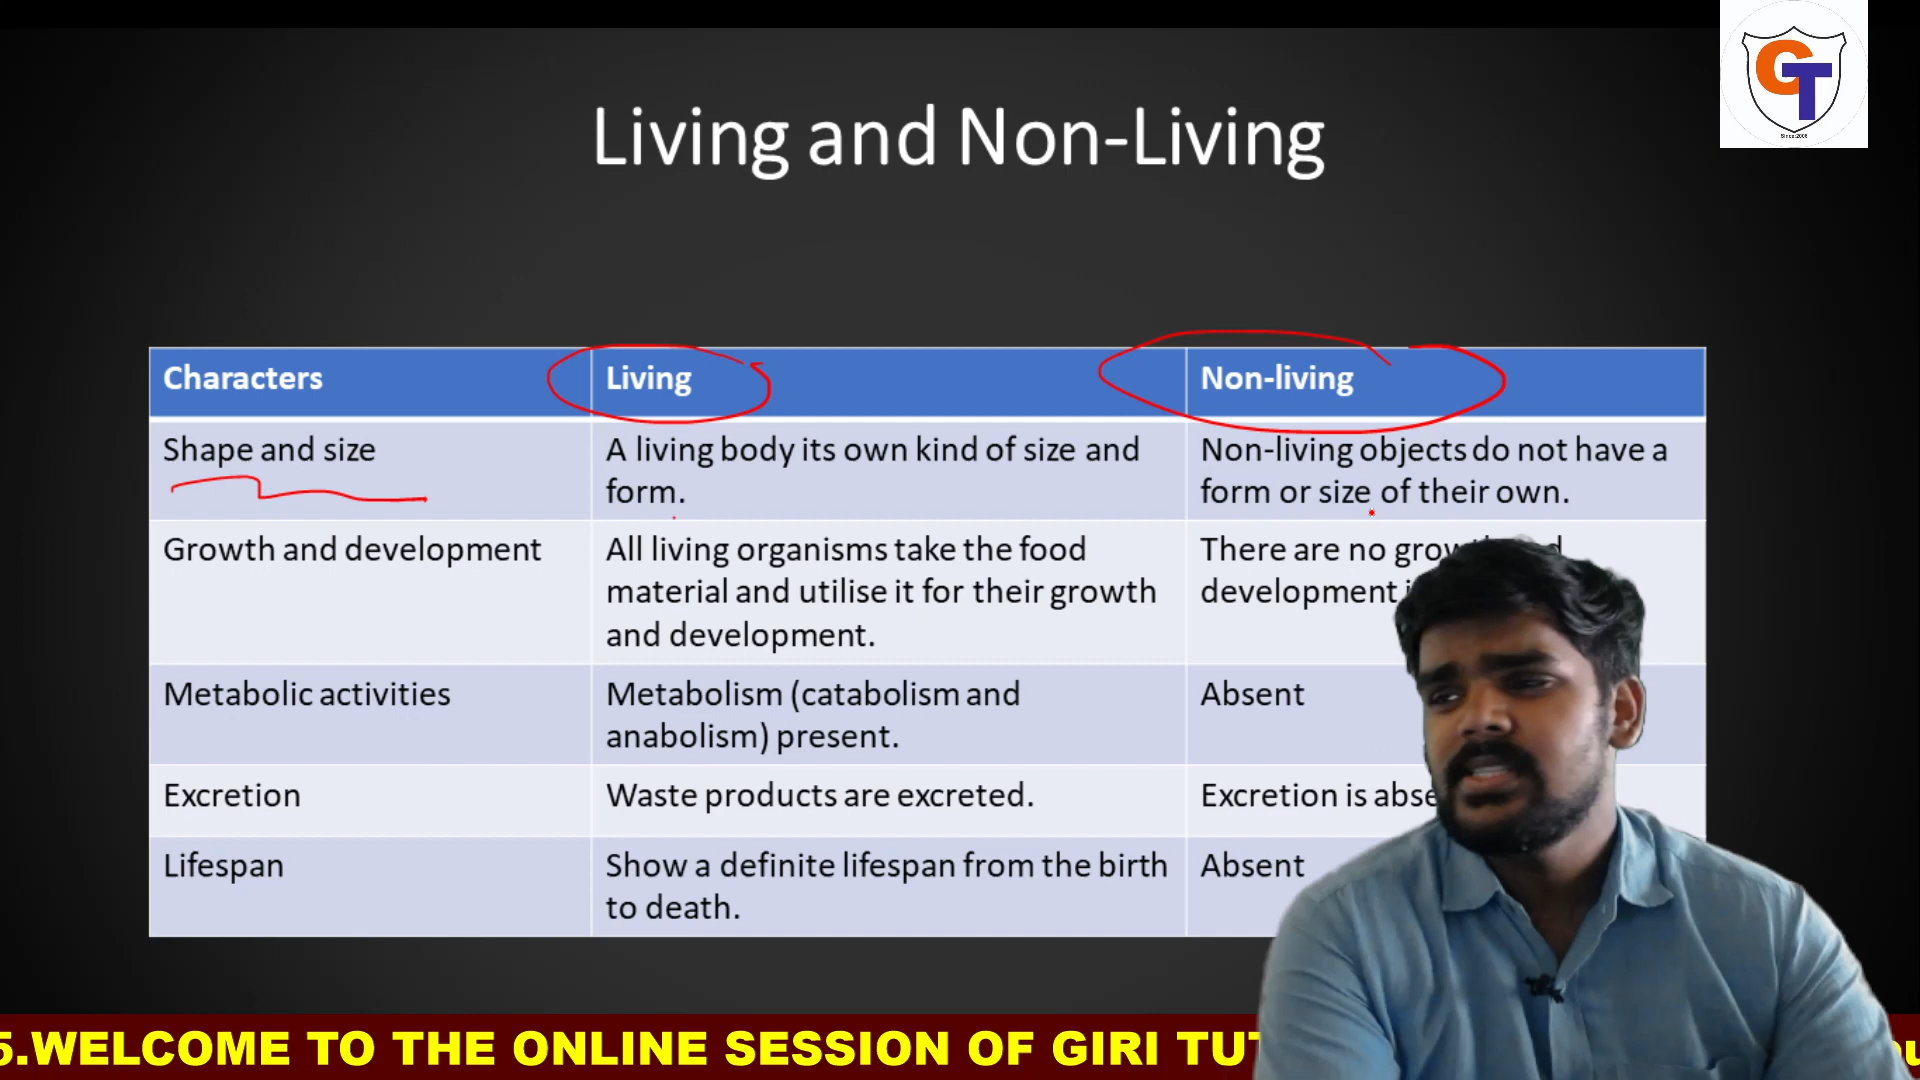 GT
Since:2006
Living and Non-Living
Characters
Living
Non-living
Shape and size
A living body its own kind of size and
form.
Non-living objects do not have a
form or size of their own.
Growth and development
All living organisms take the food
material and utilise it for their growth
and development.
There are no
development
Metabolic activities
Metabolism (catabolism and
anabolism) present.
Absent
Excretion
Waste products are excreted.
Excretion is
Lifespan
Show a definite lifespan from the birth
to death.
Absent
5.WELCOME TO THE ONLINE SESSION OF GIRI